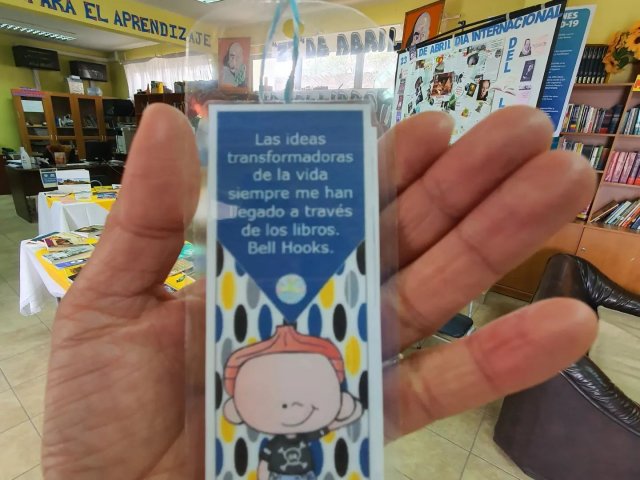 PARA EL APRENDIZAJE
23 DE ABRIL DIA INTERNACIONAL
DEL
Las ideas
transformadoras
de la vida
siempre me han
llegado a través
de los libros.
Bell Hooks.